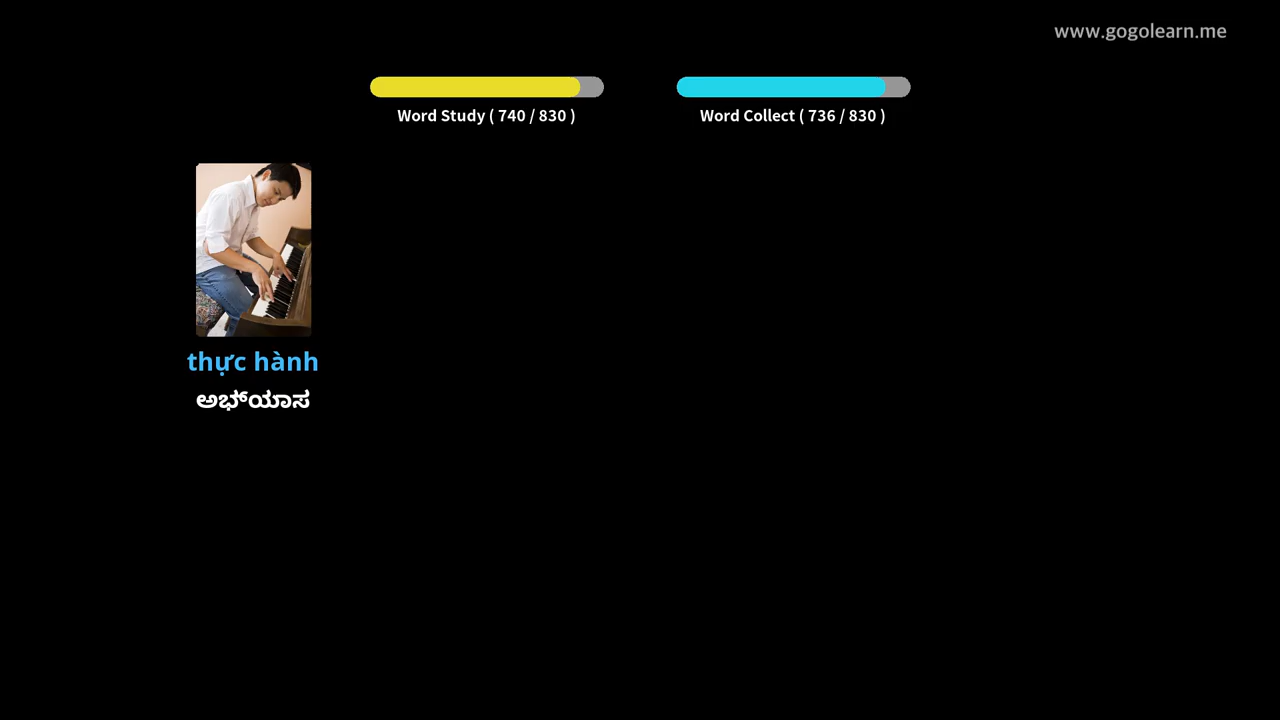 www.gogolearn.me
Word Study ( 740 / 830 )
Word Collect ( 736 / 830 )
thực hành
ಅಭ್ಯಾಸ